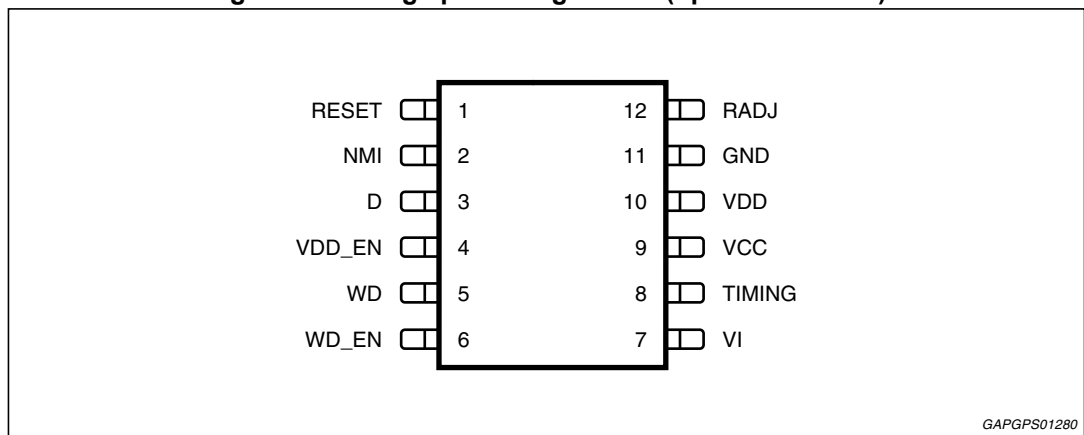 RESET 1 12 RADJ
NMI 2 11 GND
D 3 10 VDD
VDD_EN 4 9 VCC
WD 5 8 TIMING
WD_EN 6 7 VI
GAPGPS01280